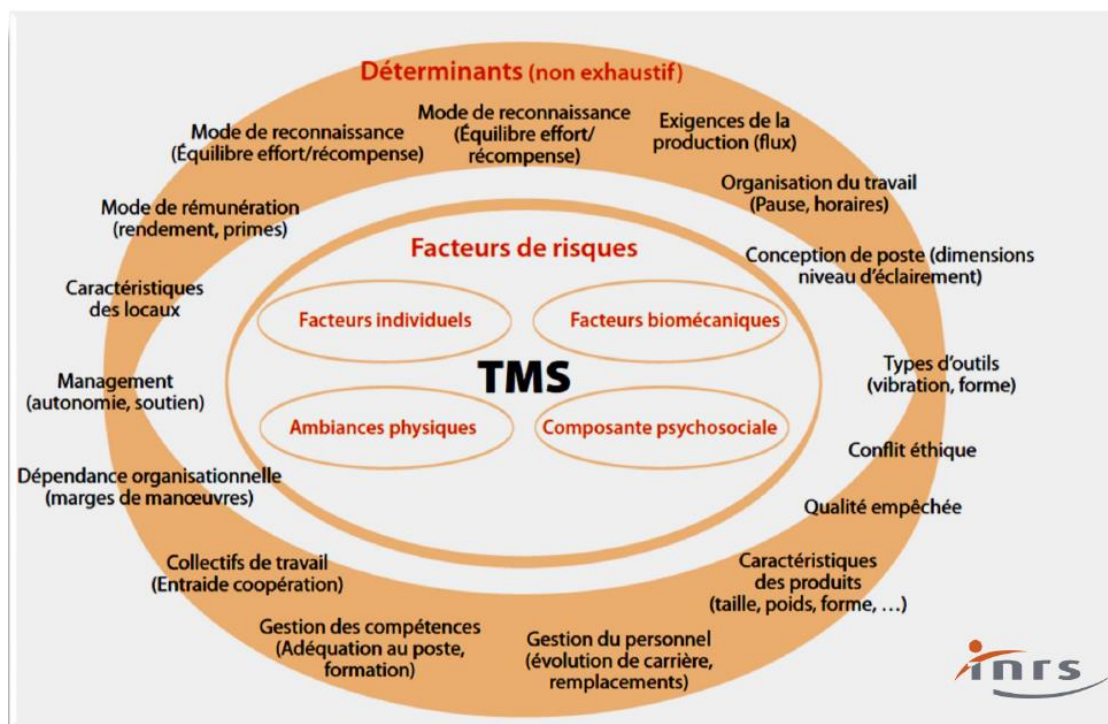 Déterminants (non exhaustif)
Mode de reconnaissance
(Équilibre effort/récompense)
Mode de reconnaissance
(Équilibre effort/
récompense)
Exigences de la
production (flux)
Organisation du travail
(Pause, horaires)
Mode de rémunération
(rendement, primes)
Conception de poste (dimensions
niveau d'éclairement)
Facteurs de risques
Caractéristiques
des locaux
Facteurs individuels
Facteurs biomécaniques
TMS
Management
(autonomie, soutien)
Types d'outils
(vibration, forme)
Ambiances physiques
Composante psychosociale
Conflit éthique
Dépendance organisationnelle
(marges de manœuvres)
Qualité empêchée
Collectifs de travail
(Entraide coopération)
Caractéristiques
des produits
(taille, poids, forme, …)
Gestion des compétences
(Adéquation au poste,
formation)
Gestion du personnel
(évolution de carrière,
remplacements)
inrs